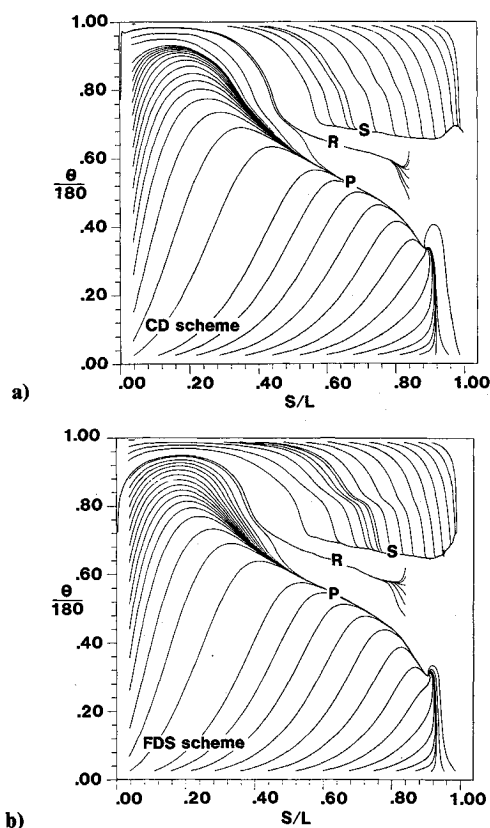 1.00
.80
.60
.40
.20
.00
θ
180
R
S
P
CD scheme
.00 .20 .40 .60 .80 1.00
S/L
a)
1.00
.80
.60
.40
.20
.00
θ
180
R
S
P
FDS scheme
.00 .20 .40 .60 .80 1.00
S/L
b)